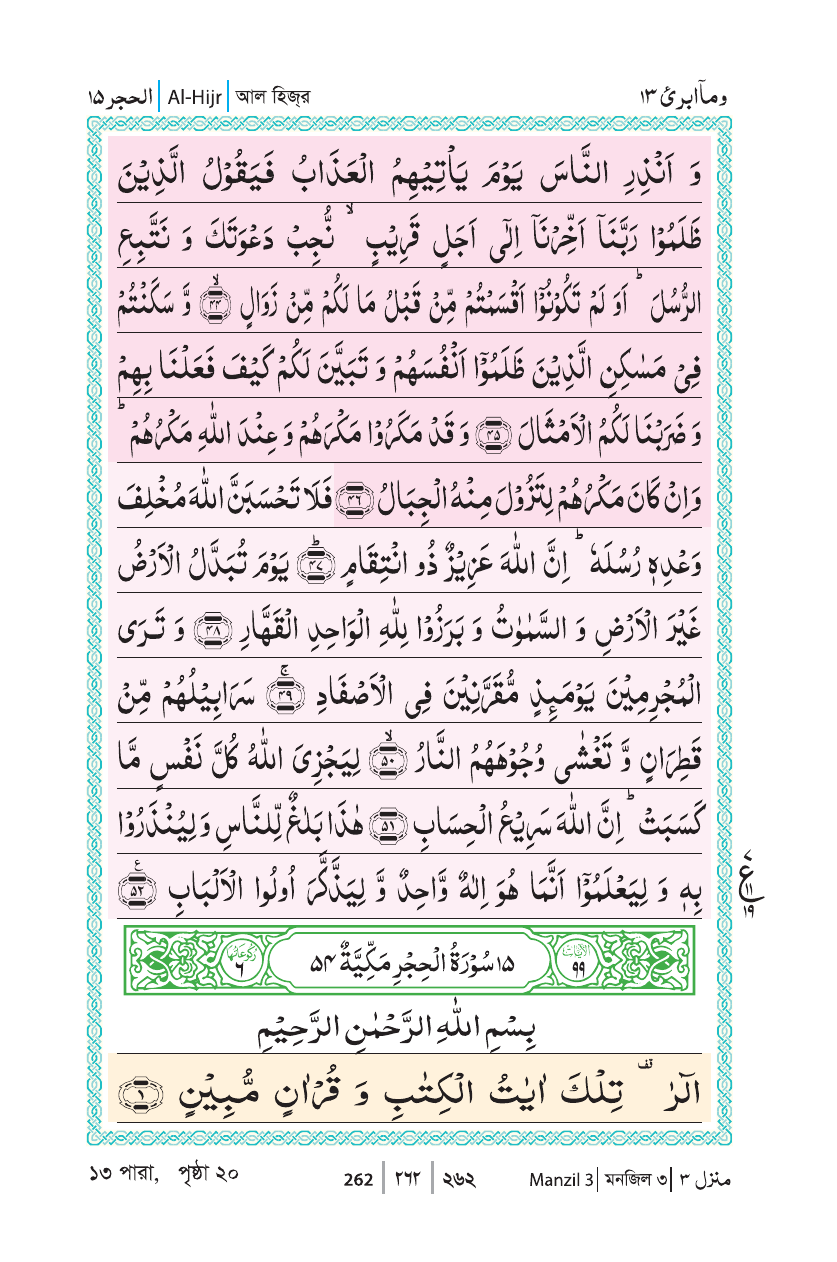 الحجر ١٥ | Al-Hijr | আল হিজ্‌র وماۤابرئ ١٣
وَ اَنْذِرِ النَّاسَ يَوْمَ يَاْتِيْهِمُ الْعَذَابُ فَيَقُوْلُ الَّذِيْنَ
ظَلَمُوْا رَبَّنَاۤ اَخِّرْنَاۤ اِلٰۤى اَجَلٍ قَرِيْبٍ ۙ نُّجِبْ دَعْوَتَكَ وَ نَتَّبِعِ
الرُّسُلَ ؕ اَوَ لَمْ تَكُوْنُوْۤا اَقْسَمْتُمْ مِّنْ قَبْلُ مَا لَكُمْ مِّنْ زَوَالٍ ۙ﴿۴۴﴾ وَّ سَكَنْتُمْ
فِيْ مَسٰكِنِ الَّذِيْنَ ظَلَمُوْۤا اَنْفُسَهُمْ وَ تَبَيَّنَ لَكُمْ كَيْفَ فَعَلْنَا بِهِمْ
وَ ضَرَبْنَا لَكُمُ الْاَمْثَالَ ﴿۴۵﴾ وَ قَدْ مَكَرُوْا مَكْرَهُمْ وَ عِنْدَ اللّٰهِ مَكْرُهُمْ ؕ
وَ اِنْ كَانَ مَكْرُهُمْ لِتَزُوْلَ مِنْهُ الْجِبَالُ ﴿۴۶﴾ فَلَا تَحْسَبَنَّ اللّٰهَ مُخْلِفَ
وَعْدِهٖ رُسُلَهٗ ؕ اِنَّ اللّٰهَ عَزِيْزٌ ذُو انْتِقَامٍ ؕ﴿۴۷﴾ يَوْمَ تُبَدَّلُ الْاَرْضُ
غَيْرَ الْاَرْضِ وَ السَّمٰوٰتُ وَ بَرَزُوْا لِلّٰهِ الْوَاحِدِ الْقَهَّارِ ﴿۴۸﴾ وَ تَرَى
الْمُجْرِمِيْنَ يَوْمَىِٕذٍ مُّقَرَّنِيْنَ فِي الْاَصْفَادِ ۚ﴿۴۹﴾ سَرَابِيْلُهُمْ مِّنْ
قَطِرَانٍ وَّ تَغْشٰى وُجُوْهَهُمُ النَّارُ ۙ﴿۵۰﴾ لِيَجْزِيَ اللّٰهُ كُلَّ نَفْسٍ مَّا
كَسَبَتْ ؕ اِنَّ اللّٰهَ سَرِيْعُ الْحِسَابِ ﴿۵۱﴾ هٰذَا بَلٰغٌ لِّلنَّاسِ وَ لِيُنْذَرُوْا
بِهٖ وَ لِيَعْلَمُوْۤا اَنَّمَا هُوَ اِلٰهٌ وَّاحِدٌ وَّ لِيَذَّكَّرَ اُولُوا الْاَلْبَابِ ﴿۵۲﴾ ع
ع ١١ ١٩
اٰيَاتُهَا ٩٩ ١٥ سُوْرَةُ الْحِجْرِ مَكِّيَّةٌ ۵۴ رُكُوْعَاتُهَا ٦
بِسْمِ اللّٰهِ الرَّحْمٰنِ الرَّحِيْمِ
الٓرٰ ۟ تِلْكَ اٰيٰتُ الْكِتٰبِ وَ قُرْاٰنٍ مُّبِيْنٍ ﴿۱﴾
১৩ পারা, পৃষ্ঠা ২০ 262 | ٢٦٢ | ২৬২ Manzil 3 | মনজিল ৩ | منزل ٣